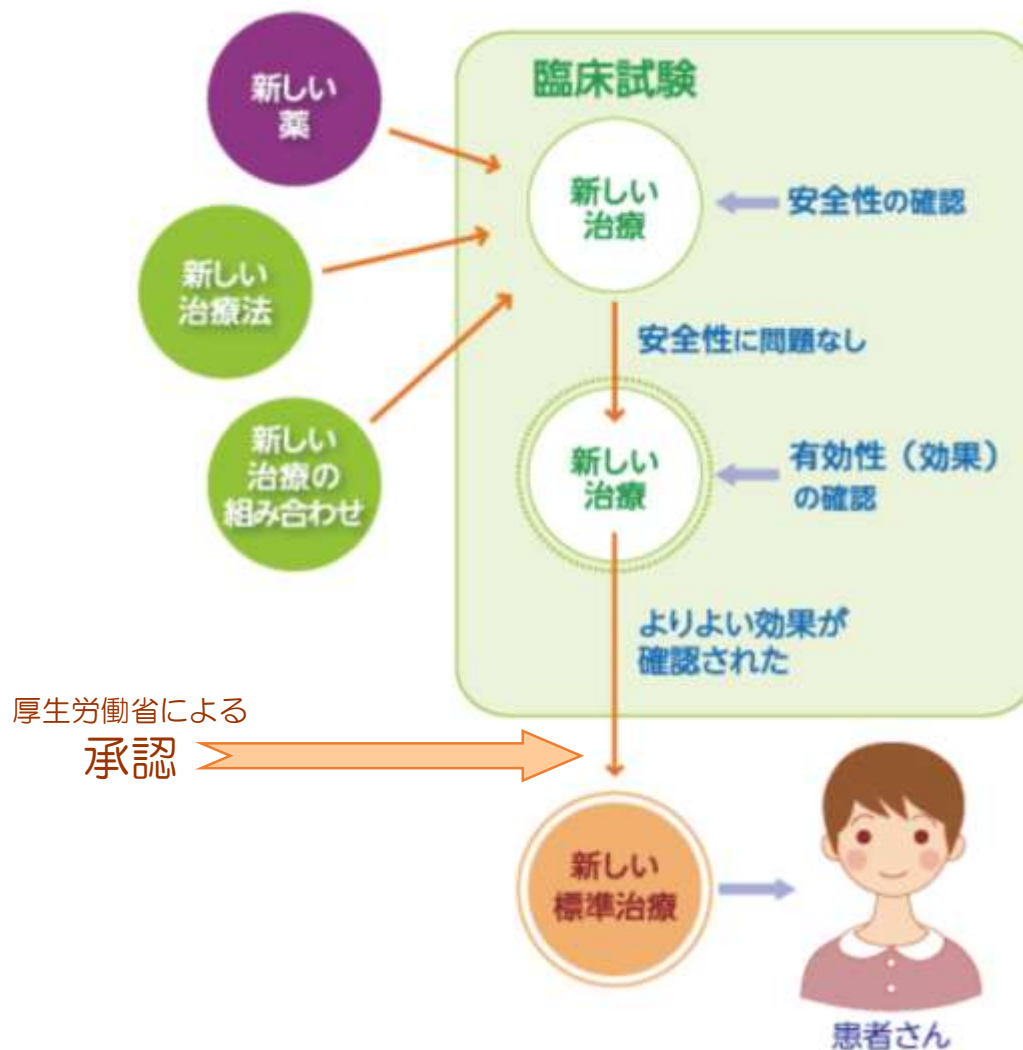 新しい
薬
新しい
治療法
新しい
治療の
組み合わせ
臨床試験
新しい
治療
安全性の確認
安全性に問題なし
新しい
治療
有効性（効果）
の確認
よりよい効果が
確認された
厚生労働省による
承認
新しい
標準治療
患者さん